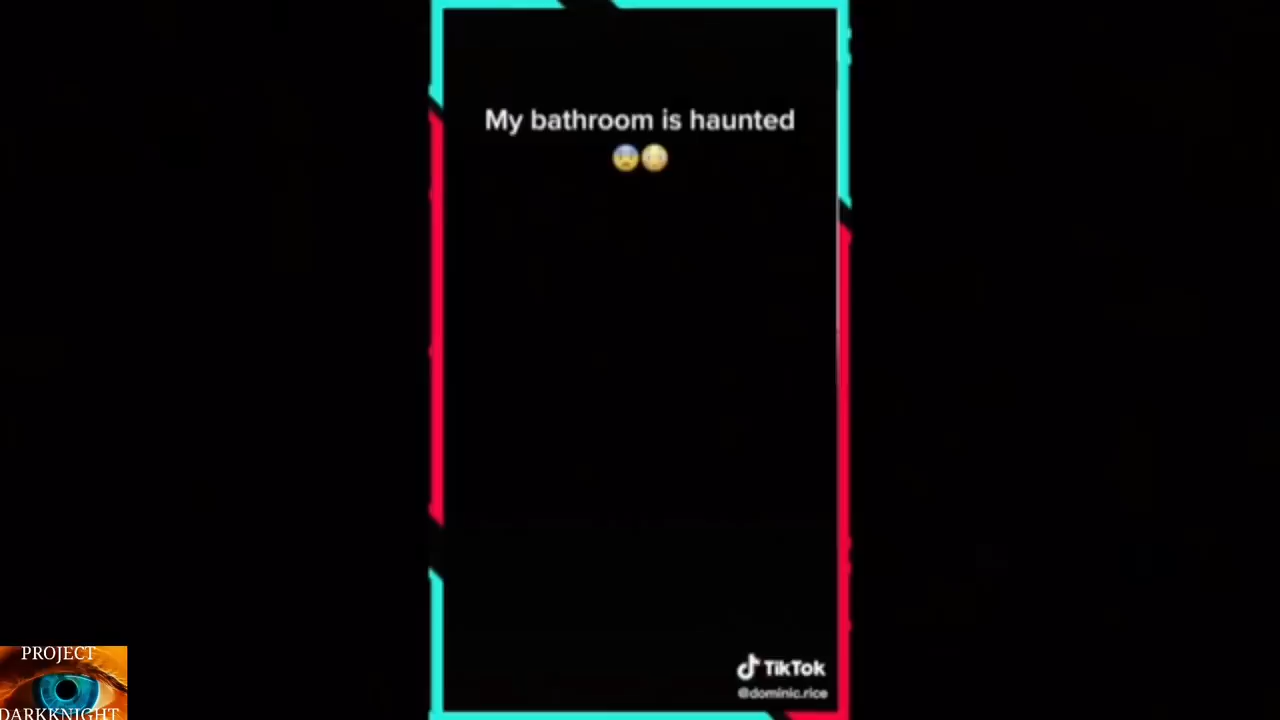 My bathroom is haunted
😨😳
TikTok
@dominic.rice
PROJECT
DARKKNIGHT